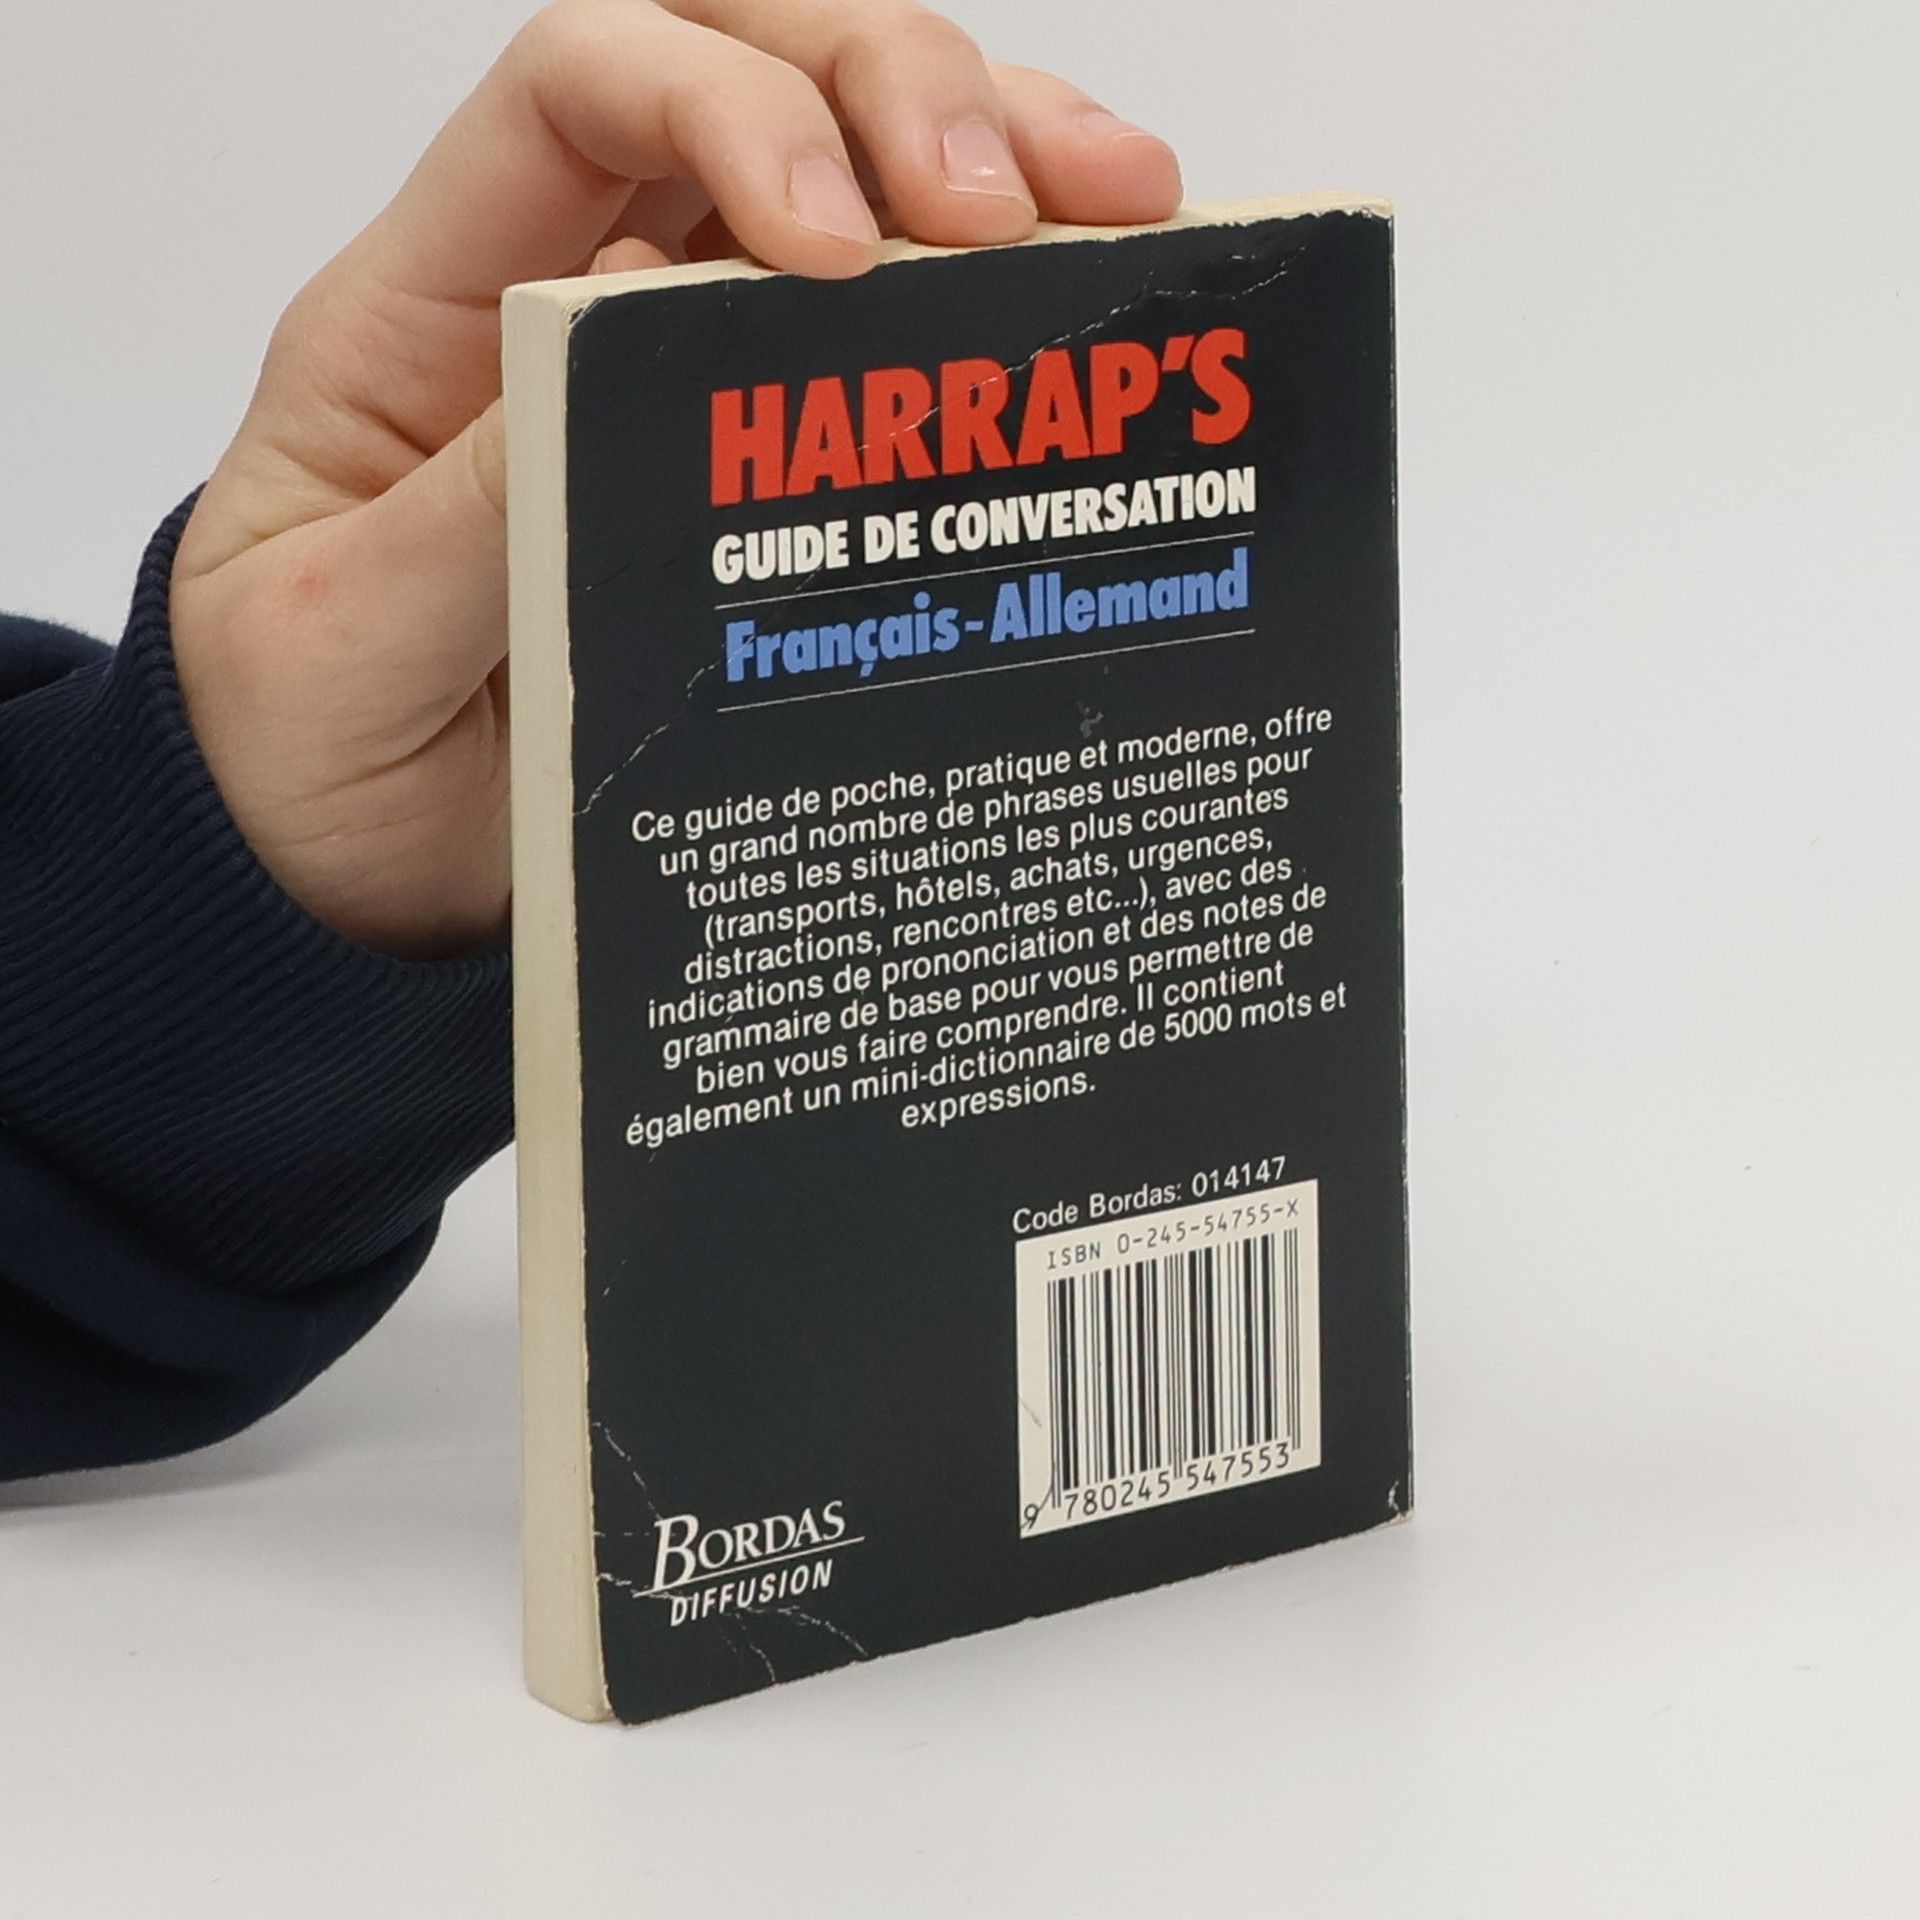 HARRAP'S
GUIDE DE CONVERSATION
Français-Allemand
Ce guide de poche, pratique et moderne, offre
un grand nombre de phrases usuelles pour
toutes les situations les plus courantes
(transports, hôtels, achats, urgences,
distractions, rencontres etc...), avec des
indications de prononciation et des notes de
grammaire de base pour vous permettre de
bien vous faire comprendre. Il contient
également un mini-dictionnaire de 5000 mots et
expressions.
Code Bordas: 014147
ISBN 0-245-54755-X
9 780245 547553
BORDAS
DIFFUSION